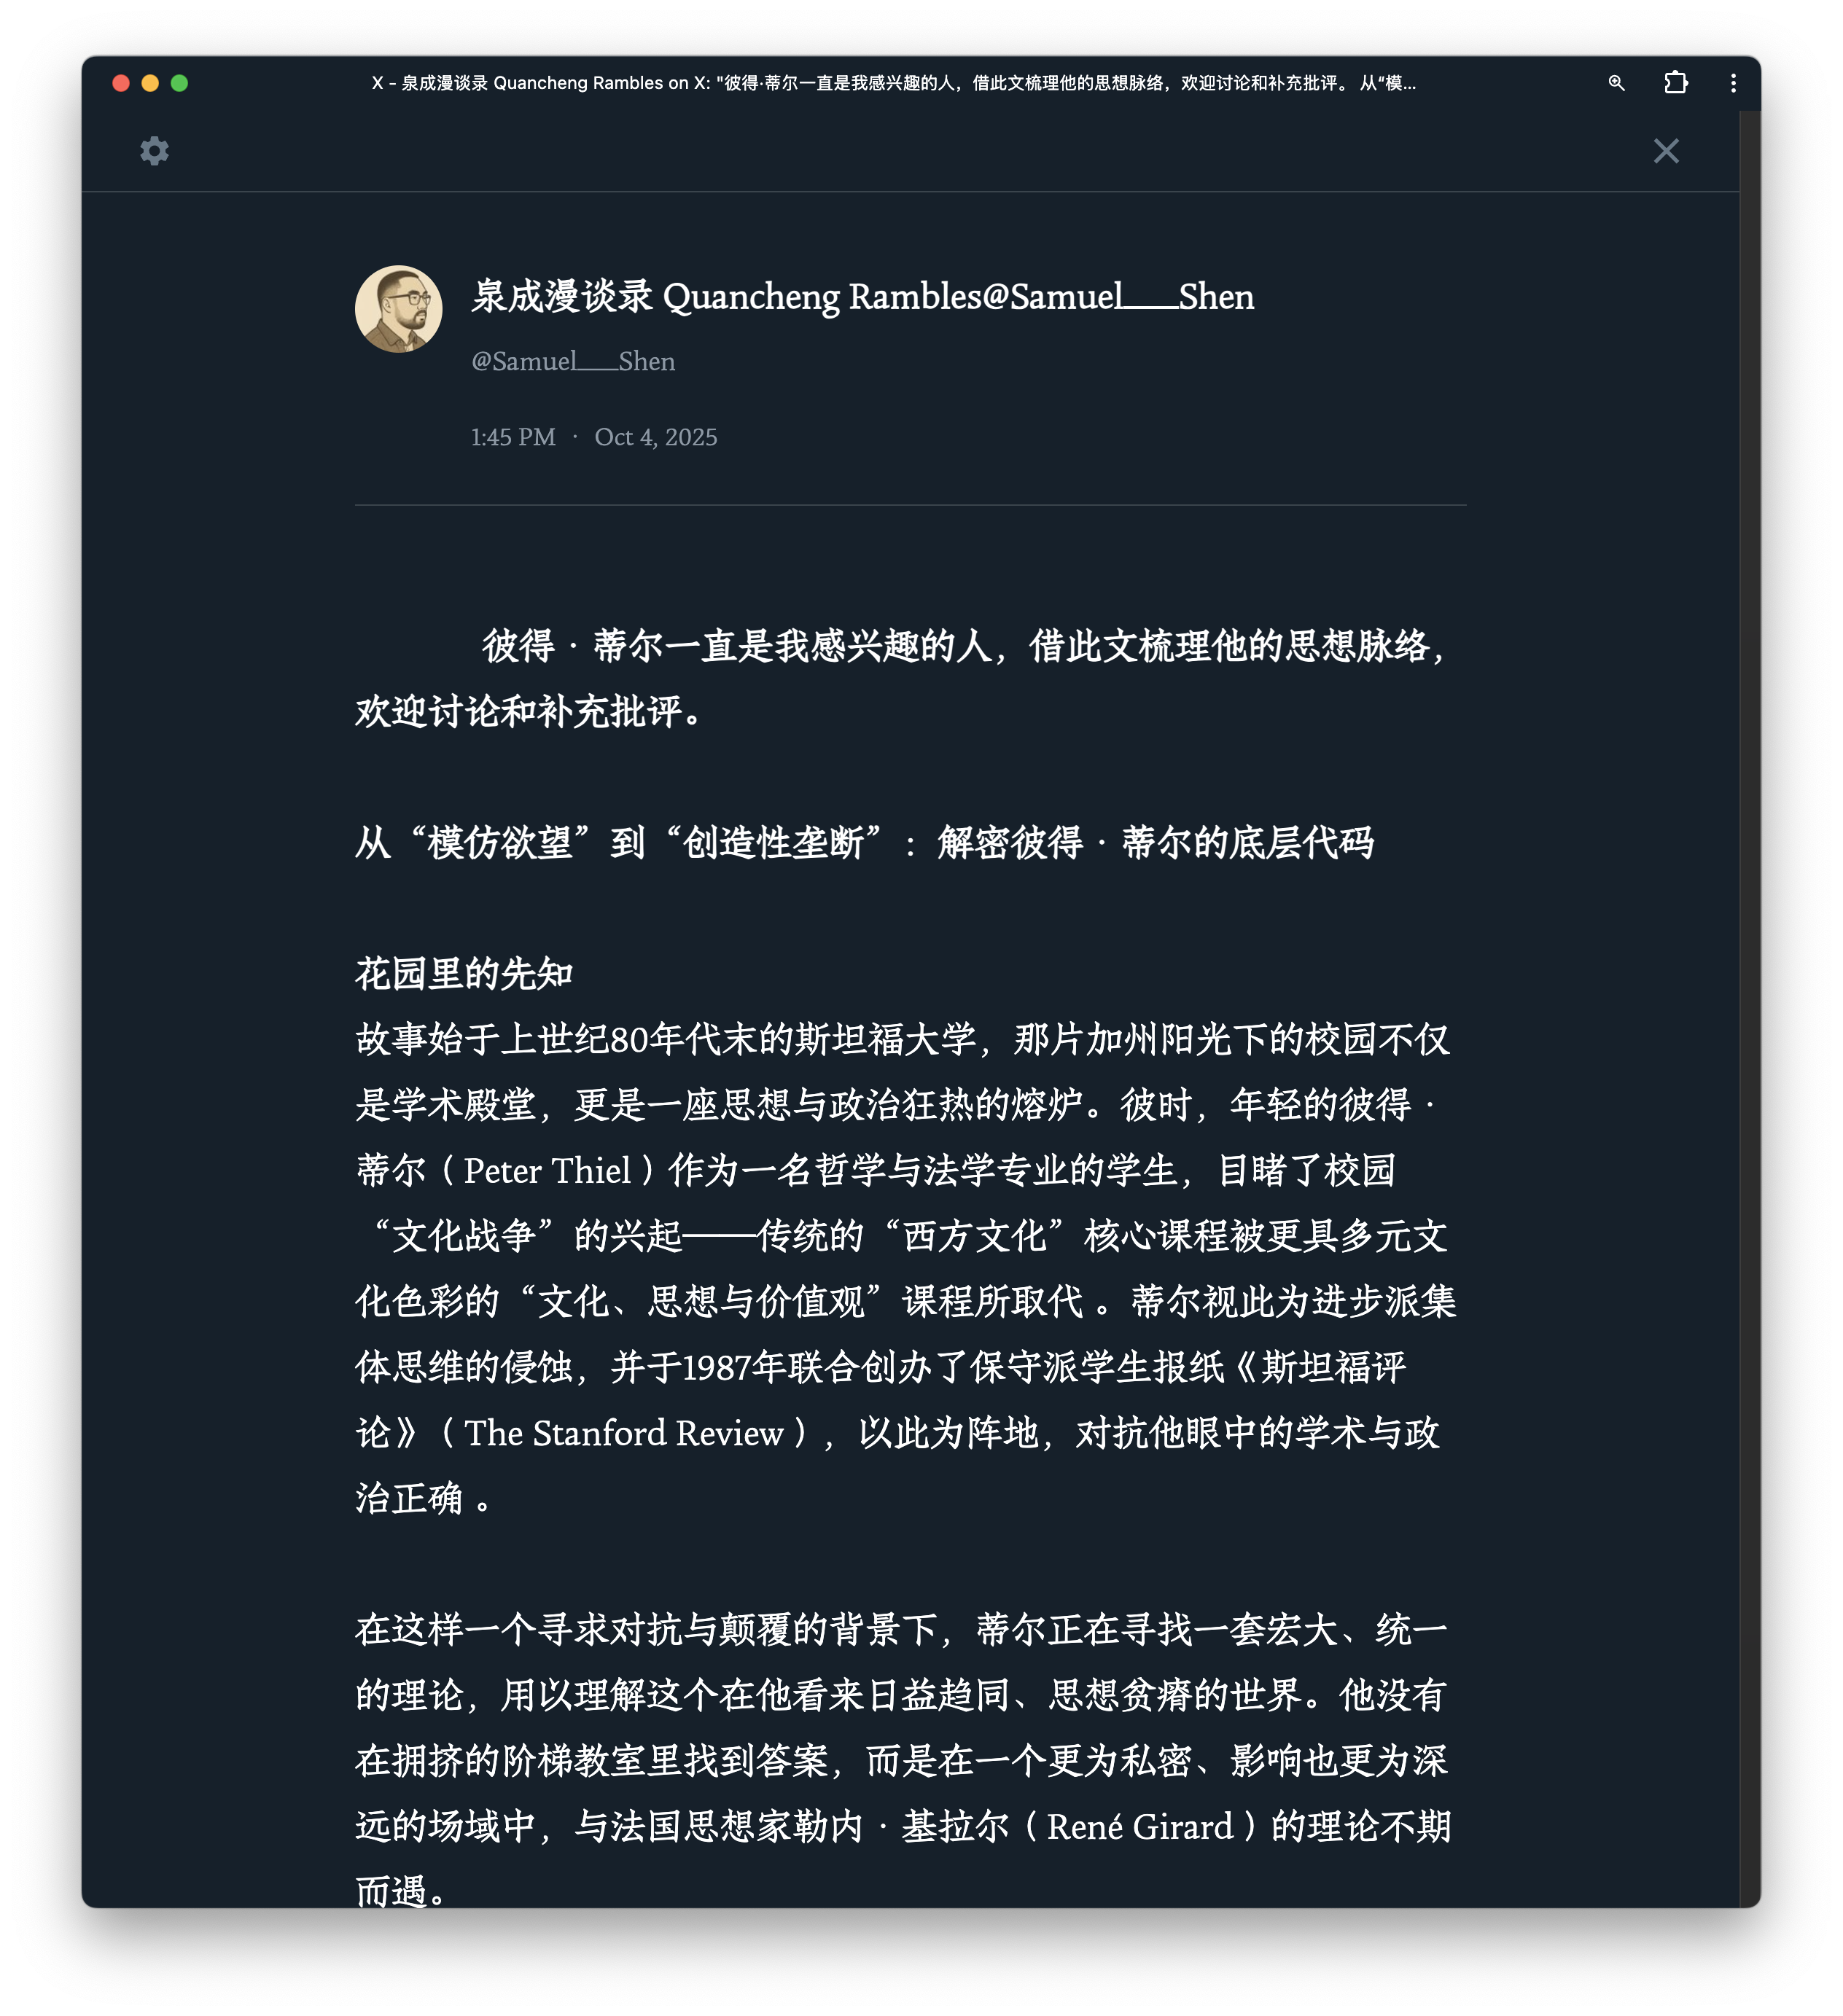 X - 泉成漫谈录 Quancheng Rambles on X: "彼得·蒂尔一直是我感兴趣的人，借此文梳理他的思想脉络，欢迎讨论和补充批评。 从“模...
泉成漫谈录 Quancheng Rambles@Samuel___Shen
@Samuel___Shen
1:45 PM · Oct 4, 2025
彼得·蒂尔一直是我感兴趣的人，借此文梳理他的思想脉络，
欢迎讨论和补充批评。
从“模仿欲望”到“创造性垄断”：解密彼得·蒂尔的底层代码
花园里的先知
故事始于上世纪80年代末的斯坦福大学，那片加州阳光下的校园不仅
是学术殿堂，更是一座思想与政治狂热的熔炉。彼时，年轻的彼得·
蒂尔（Peter Thiel）作为一名哲学与法学专业的学生，目睹了校园
“文化战争”的兴起——传统的“西方文化”核心课程被更具多元文
化色彩的“文化、思想与价值观”课程所取代 。蒂尔视此为进步派集
体思维的侵蚀，并于1987年联合创办了保守派学生报纸《斯坦福评
论》（The Stanford Review），以此为阵地，对抗他眼中的学术与政
治正确 。
在这样一个寻求对抗与颠覆的背景下，蒂尔正在寻找一套宏大、统一
的理论，用以理解这个在他看来日益趋同、思想贫瘠的世界。他没有
在拥挤的阶梯教室里找到答案，而是在一个更为私密、影响也更为深
远的场域中，与法国思想家勒内·基拉尔（René Girard）的理论不期
而遇。